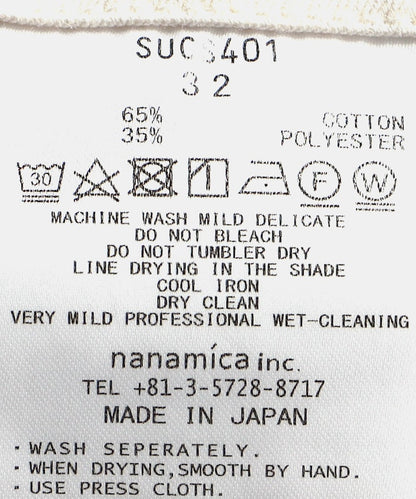 SUCS401
32
65% COTTON
35% POLYESTER
30 F W
MACHINE WASH MILD DELICATE
DO NOT BLEACH
DO NOT TUMBLER DRY
LINE DRYING IN THE SHADE
COOL IRON
DRY CLEAN
VERY MILD PROFESSIONAL WET-CLEANING
nanamica inc.
TEL +81-3-5728-8717
MADE IN JAPAN
・WASH SEPERATELY.
・WHEN DRYING,SMOOTH BY HAND.
・USE PRESS CLOTH.